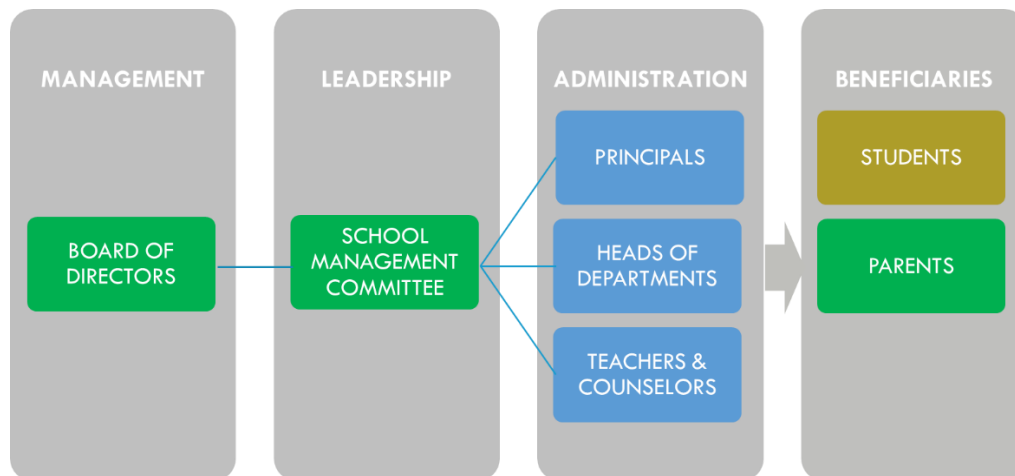 MANAGEMENT
BOARD OF
DIRECTORS
LEADERSHIP
SCHOOL
MANAGEMENT
COMMITTEE
ADMINISTRATION
PRINCIPALS
HEADS OF
DEPARTMENTS
TEACHERS &
COUNSELORS
BENEFICIARIES
STUDENTS
PARENTS